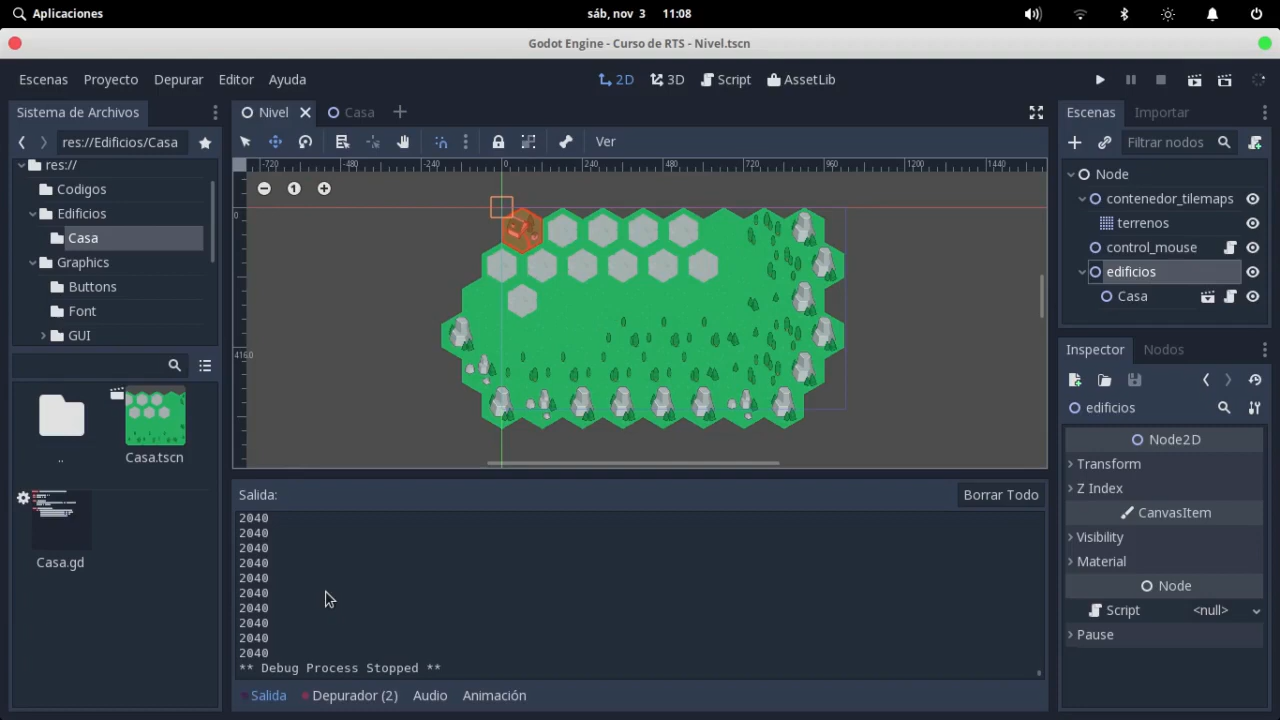 Aplicaciones
sáb, nov 3 11:08
Godot Engine - Curso de RTS - Nivel.tscn
Escenas Proyecto Depurar Editor Ayuda
2D 3D Script AssetLib
Sistema de Archivos
Nivel Casa
Escenas Importar
res://Edificios/Casa
Ver
Filtrar nodos
res://
Codigos
Edificios
Casa
Graphics
Buttons
Font
GUI
-720 -480 -240 0 240 480 720 960 1200 1440
1
0
416.0
Node
contenedor_tilemaps
terrenos
control_mouse
edificios
Casa
..
Casa.tscn
Casa.gd
Inspector Nodos
edificios
Node2D
Transform
Z Index
CanvasItem
Visibility
Material
Node
Script <null>
Pause
Salida:
Borrar Todo
2040
2040
2040
2040
2040
2040
2040
2040
2040
2040
** Debug Process Stopped **
Salida Depurador (2) Audio Animación